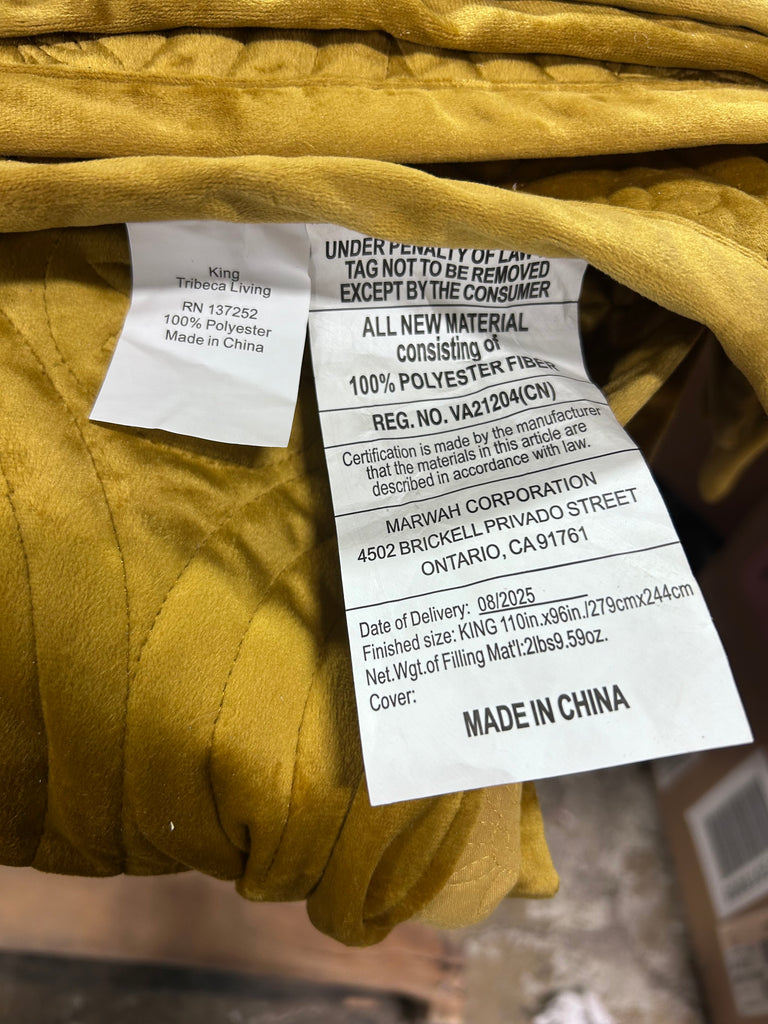 King
Tribeca Living
RN 137252
100% Polyester
Made in China
UNDER PENALTY OF LAW
TAG NOT TO BE REMOVED
EXCEPT BY THE CONSUMER
ALL NEW MATERIAL
consisting of
100% POLYESTER FIBER
REG. NO. VA21204(CN)
Certification is made by the manufacturer
that the materials in this article are
described in accordance with law.
MARWAH CORPORATION
4502 BRICKELL PRIVADO STREET
ONTARIO, CA 91761
Date of Delivery: 08/2025
Finished size: KING 110in.x96in./279cmx244cm
Net.Wgt.of Filling Mat'l:2lbs9.59oz.
Cover:
MADE IN CHINA